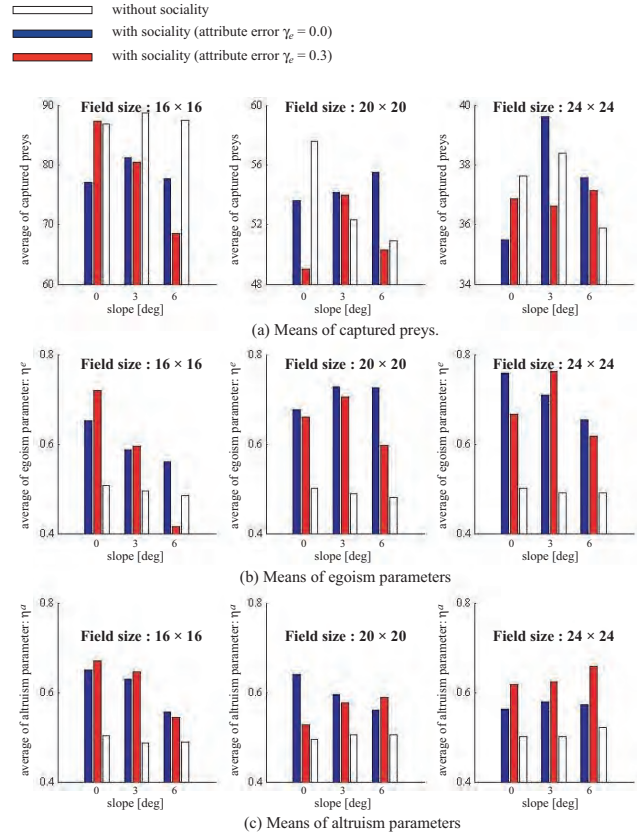 without sociality
with sociality (attribute error γe = 0.0)
with sociality (attribute error γe = 0.3)
Field size : 16 × 16
Field size : 20 × 20
Field size : 24 × 24
average of captured preys
90
80
70
60
0 3 6
slope [deg]
average of captured preys
60
56
52
48
0 3 6
slope [deg]
average of captured preys
40
38
36
34
0 3 6
slope [deg]
(a) Means of captured preys.
Field size : 16 × 16
Field size : 20 × 20
Field size : 24 × 24
average of egoism parameter: ηe
0.8
0.6
0.4
0 3 6
slope [deg]
average of egoism parameter: ηe
0.8
0.6
0.4
0 3 6
slope [deg]
average of egoism parameter: ηe
0.8
0.6
0.4
0 3 6
slope [deg]
(b) Means of egoism parameters
Field size : 16 × 16
Field size : 20 × 20
Field size : 24 × 24
average of altruism parameter: ηa
0.8
0.6
0.4
0 3 6
slope [deg]
average of altruism parameter: ηa
0.8
0.6
0.4
0 3 6
slope [deg]
average of altruism parameter: ηa
0.8
0.6
0.4
0 3 6
slope [deg]
(c) Means of altruism parameters